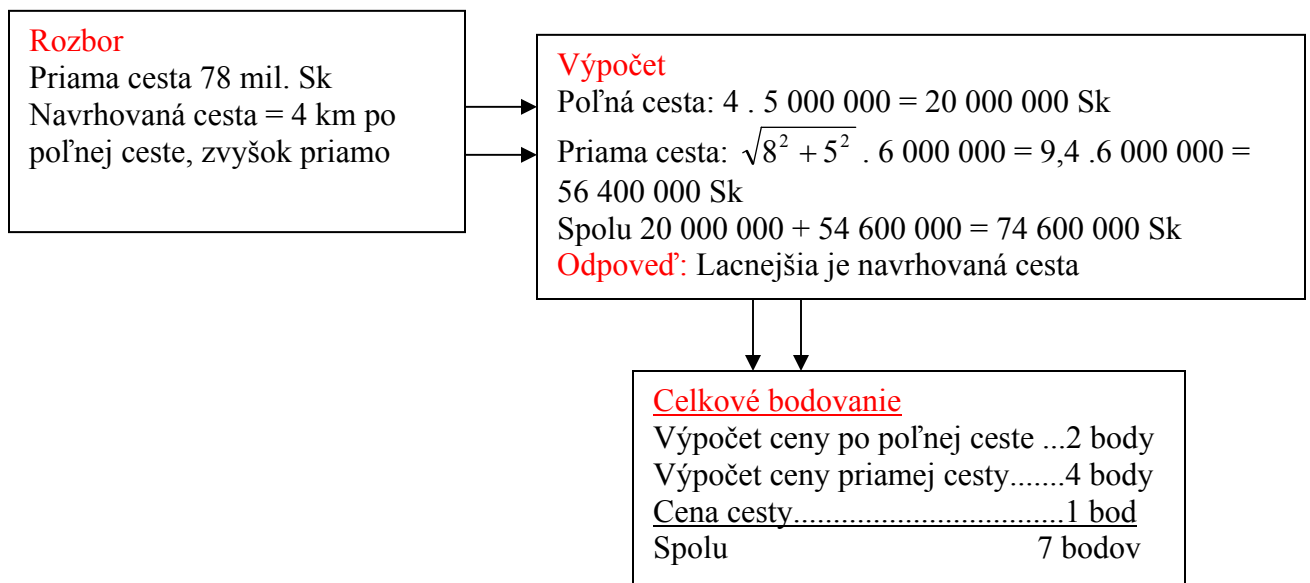 Rozbor
Priama cesta 78 mil. Sk
Navrhovaná cesta = 4 km po
poľnej ceste, zvyšok priamo
Výpočet
Poľná cesta: 4 . 5 000 000 = 20 000 000 Sk
Priama cesta: √(8² + 5²) . 6 000 000 = 9,4 .6 000 000 =
56 400 000 Sk
Spolu 20 000 000 + 54 600 000 = 74 600 000 Sk
Odpoveď: Lacnejšia je navrhovaná cesta
Celkové bodovanie
Výpočet ceny po poľnej ceste ...2 body
Výpočet ceny priamej cesty.......4 body
Cena cesty.................................1 bod
Spolu 7 bodov